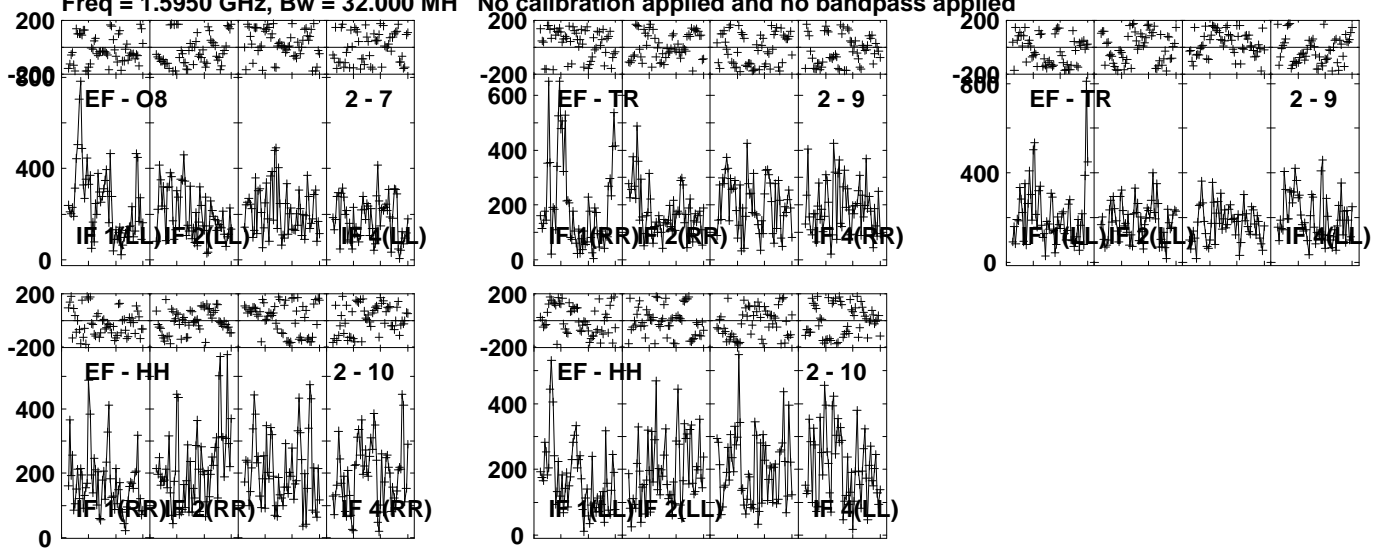 Freq = 1.5950 GHz, Bw = 32.000 MH No calibration applied and no bandpass applied
200
-200
800
EF - O8 2 - 7
400
0
IF 1(LL) IF 2(LL) IF 4(LL)
200
-200
600
EF - TR 2 - 9
400
200
0
IF 1(RR) IF 2(RR) IF 4(RR)
200
-200
800
EF - TR 2 - 9
400
0
IF 1(LL) IF 2(LL) IF 4(LL)
200
-200
EF - HH 2 - 10
400
200
0
IF 1(RR) IF 2(RR) IF 4(RR)
200
-200
EF - HH 2 - 10
400
200
0
IF 1(LL) IF 2(LL) IF 4(LL)